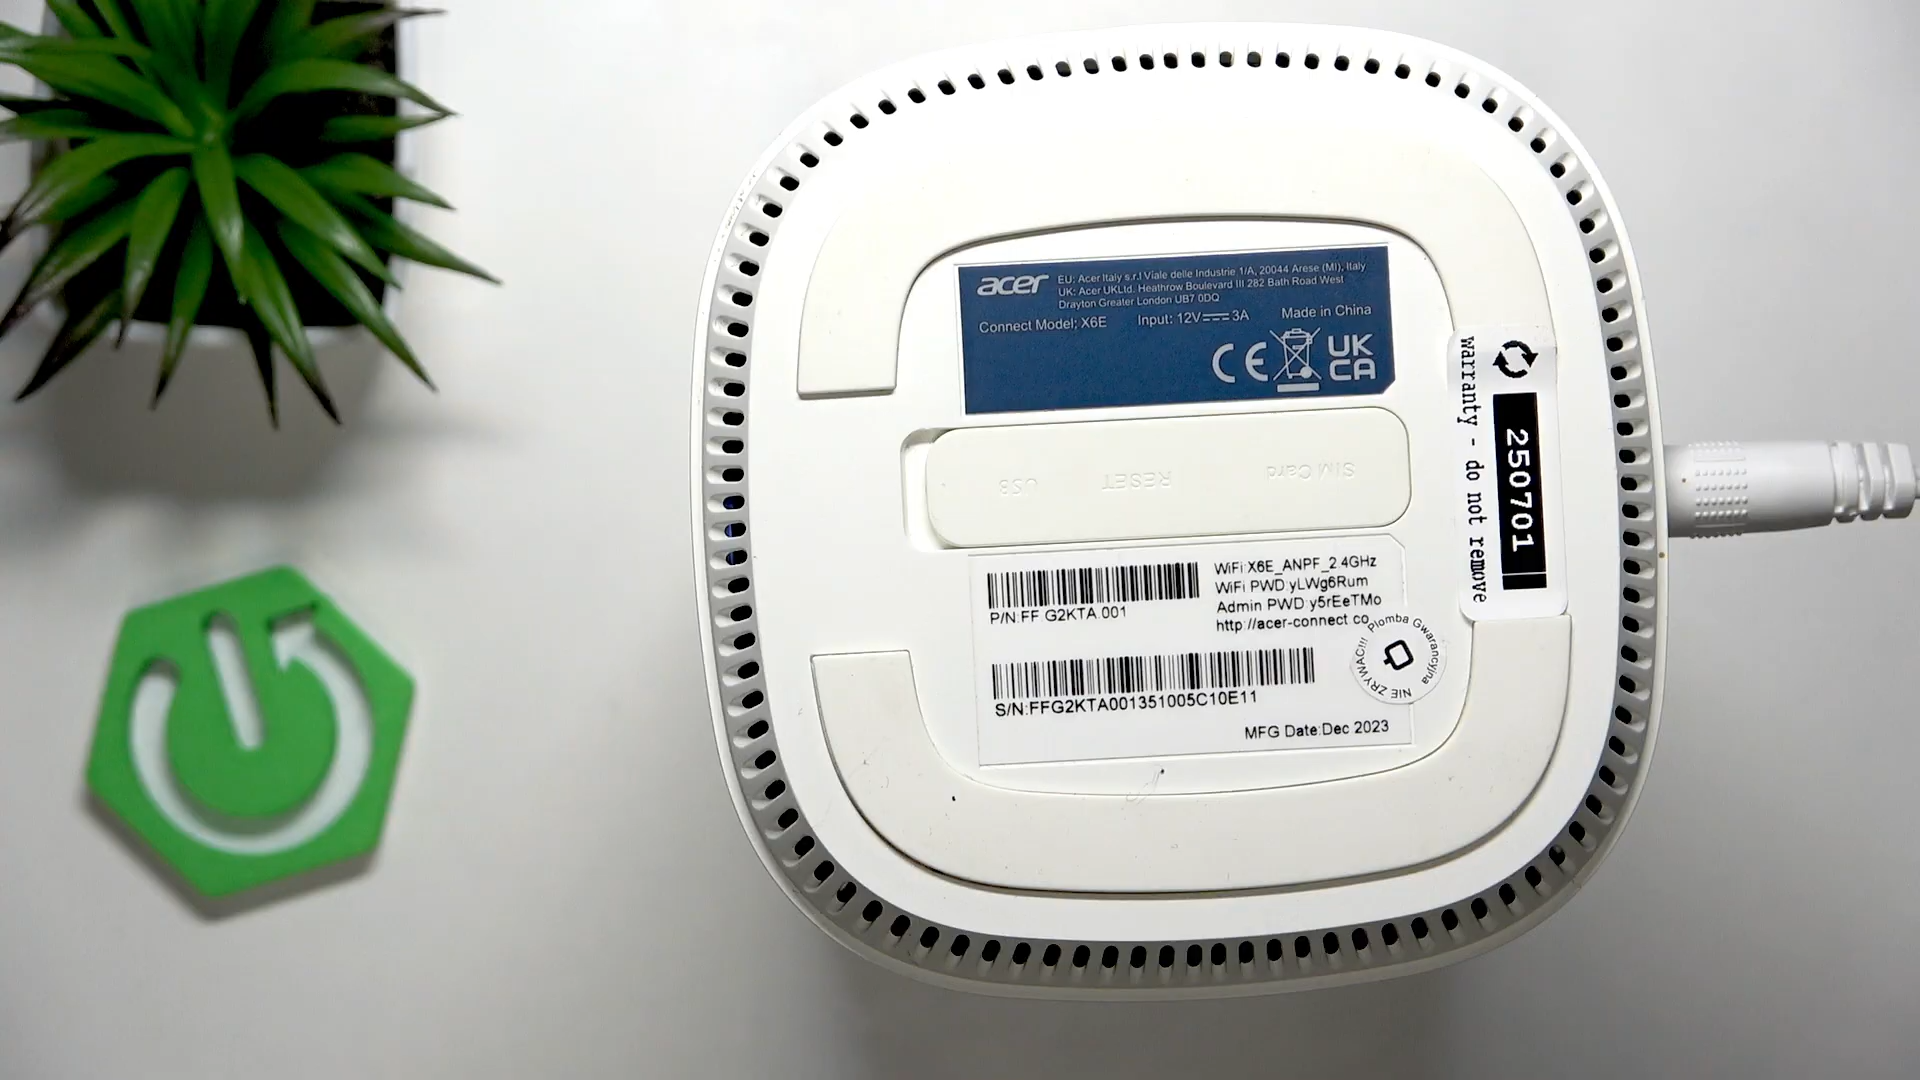 acer
EU: Acer Italy s.r.l Viale delle Industrie 1/A, 20044 Arese (MI), Italy
UK: Acer UKLtd. Heathrow Boulevard III 282 Bath Road West
Drayton Greater London UB7 0DQ
Connect Model; X6E Input: 12V 3A Made in China
CE UK CA
USB RESET SIM Card
WiFi:X6E_ANPF_2.4GHz
WiFi PWD:yLWg6Rum
Admin PWD:y5rEeTMo
http://acer-connect.co
P/N:FF.G2KTA.001
S/N:FFG2KTA001351005C10E11
MFG Date:Dec 2023
Plomba Gwarancyjna
NIE ZRYWAĆ!!!
warranty - do not remove
250701